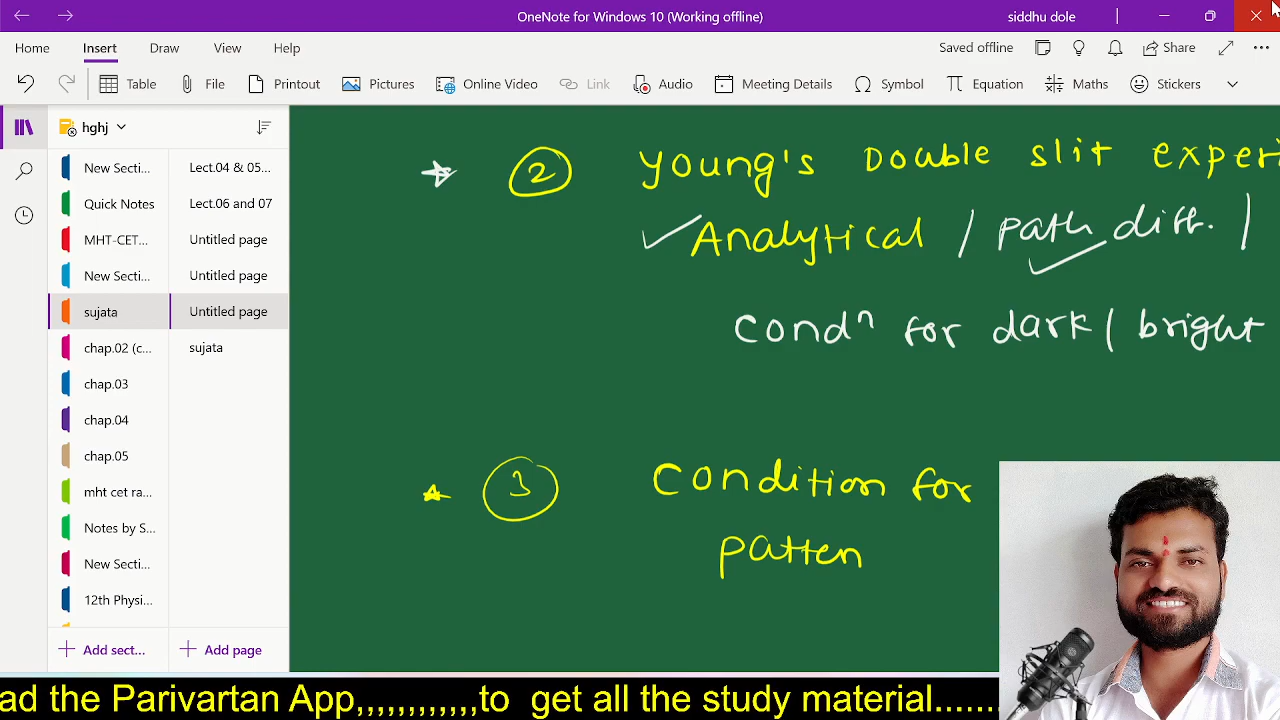 OneNote for Windows 10 (Working offline)
siddhu dole
Home Insert Draw View Help
Saved offline
Share
Table File Printout Pictures Online Video Link Audio Meeting Details Symbol Equation Maths Stickers
hghj
New Secti... Lect.04 & 05...
Quick Notes Lect.06 and 07
MHT-CET... Untitled page
New Secti... Untitled page
sujata Untitled page
chap.02 (c... sujata
chap.03
chap.04
chap.05
mht cet ra...
Notes by S...
New Secti...
12th Physi...
Add sect... Add page
2 Young's Double slit experi
Analytical / path diff. /
condⁿ for dark / bright
3 condition for
patten
ad the Parivartan App,,,,,,,,,,,,to get all the study material.......